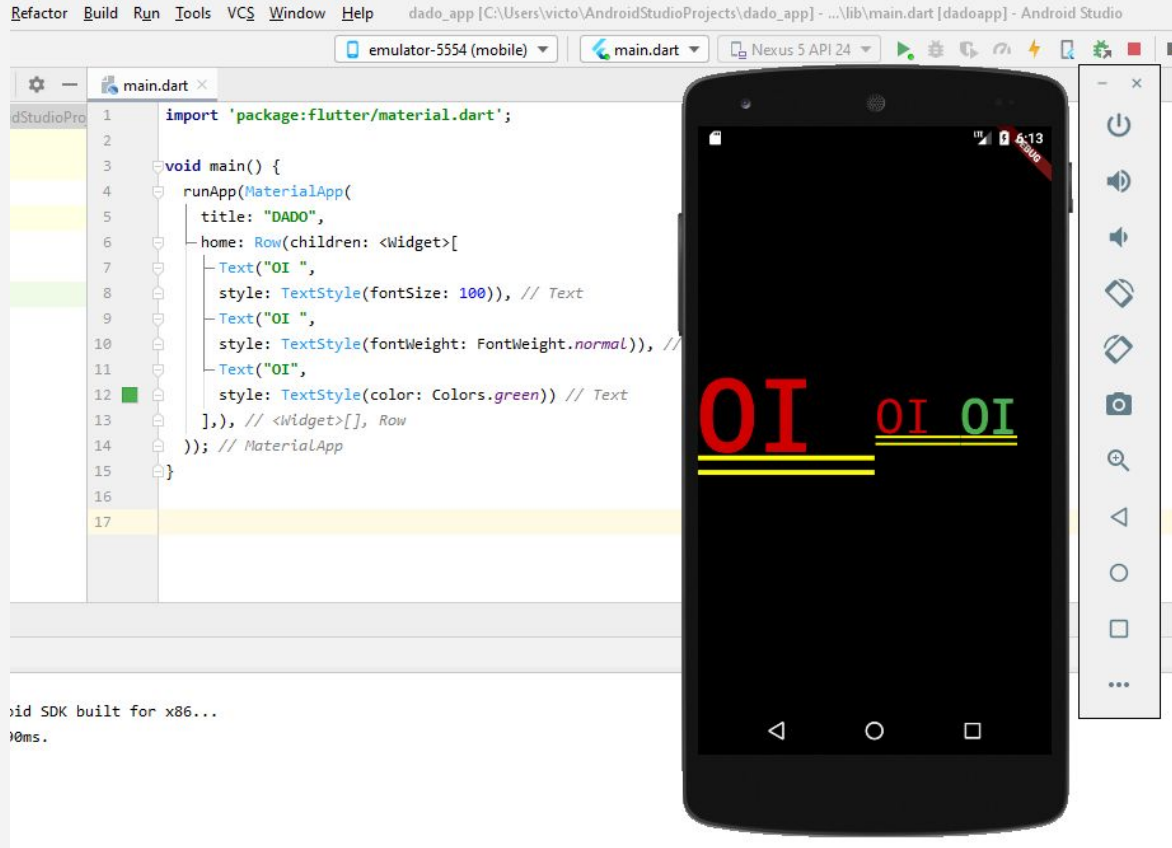 Refactor Build Run Tools VCS Window Help dado_app [C:\Users\victo\AndroidStudioProjects\dado_app] - ...\lib\main.dart [dadoapp] - Android Studio
emulator-5554 (mobile) main.dart Nexus 5 API 24
main.dart
dStudioPro
1 import 'package:flutter/material.dart';
2
3 void main() {
4 runApp(MaterialApp(
5 title: "DADO",
6 home: Row(children: <Widget>[
7 Text("OI ",
8 style: TextStyle(fontSize: 100)), // Text
9 Text("OI ",
10 style: TextStyle(fontWeight: FontWeight.normal)), //
11 Text("OI",
12 style: TextStyle(color: Colors.green)) // Text
13 ],), // <Widget>[], Row
14 )); // MaterialApp
15 }
16
17
LTE 6:13
DEBUG
OI OI OI
oid SDK built for x86...
00ms.